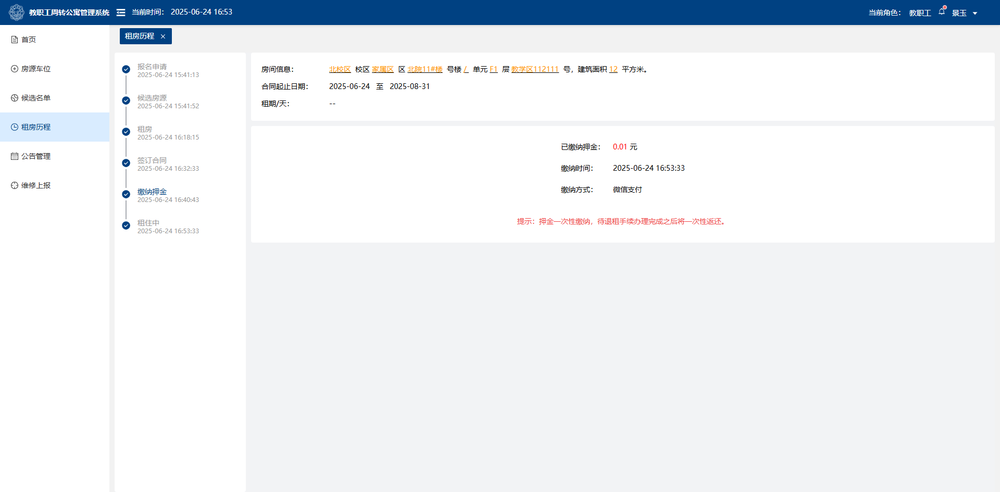 教职工周转公寓管理系统 当前时间： 2025-06-24 16:53 当前角色： 教职工 景玉
租房历程
首页
房源车位
候选名单
租房历程
公告管理
维修上报
报名申请
2025-06-24 15:41:13
候选房源
2025-06-24 15:41:52
租房
2025-06-24 16:18:15
签订合同
2025-06-24 16:32:33
缴纳押金
2025-06-24 16:40:43
租住中
2025-06-24 16:53:33
房间信息： 北校区 校区 家属区 区 北院11#楼 号楼 / 单元 F1 层 教学区112111 号，建筑面积 12 平方米。
合同起止日期： 2025-06-24 至 2025-08-31
租期/天： --
已缴纳押金： 0.01 元
缴纳时间： 2025-06-24 16:53:33
缴纳方式： 微信支付
提示：押金一次性缴纳，待退租手续办理完成之后将一次性返还。